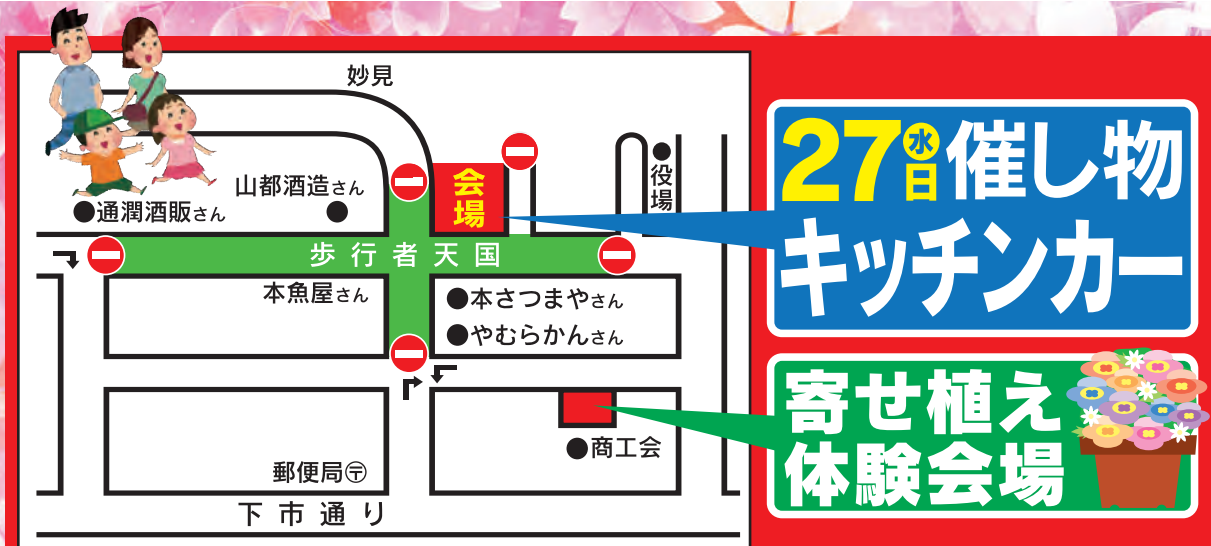 妙見
山都酒造さん
●通潤酒販さん
会場
役場
歩行者天国
本魚屋さん
●本さつまやさん
●やむらかんさん
●商工会
郵便局〶
下市通り
27日㊌催し物
キッチンカー
寄せ植え
体験会場